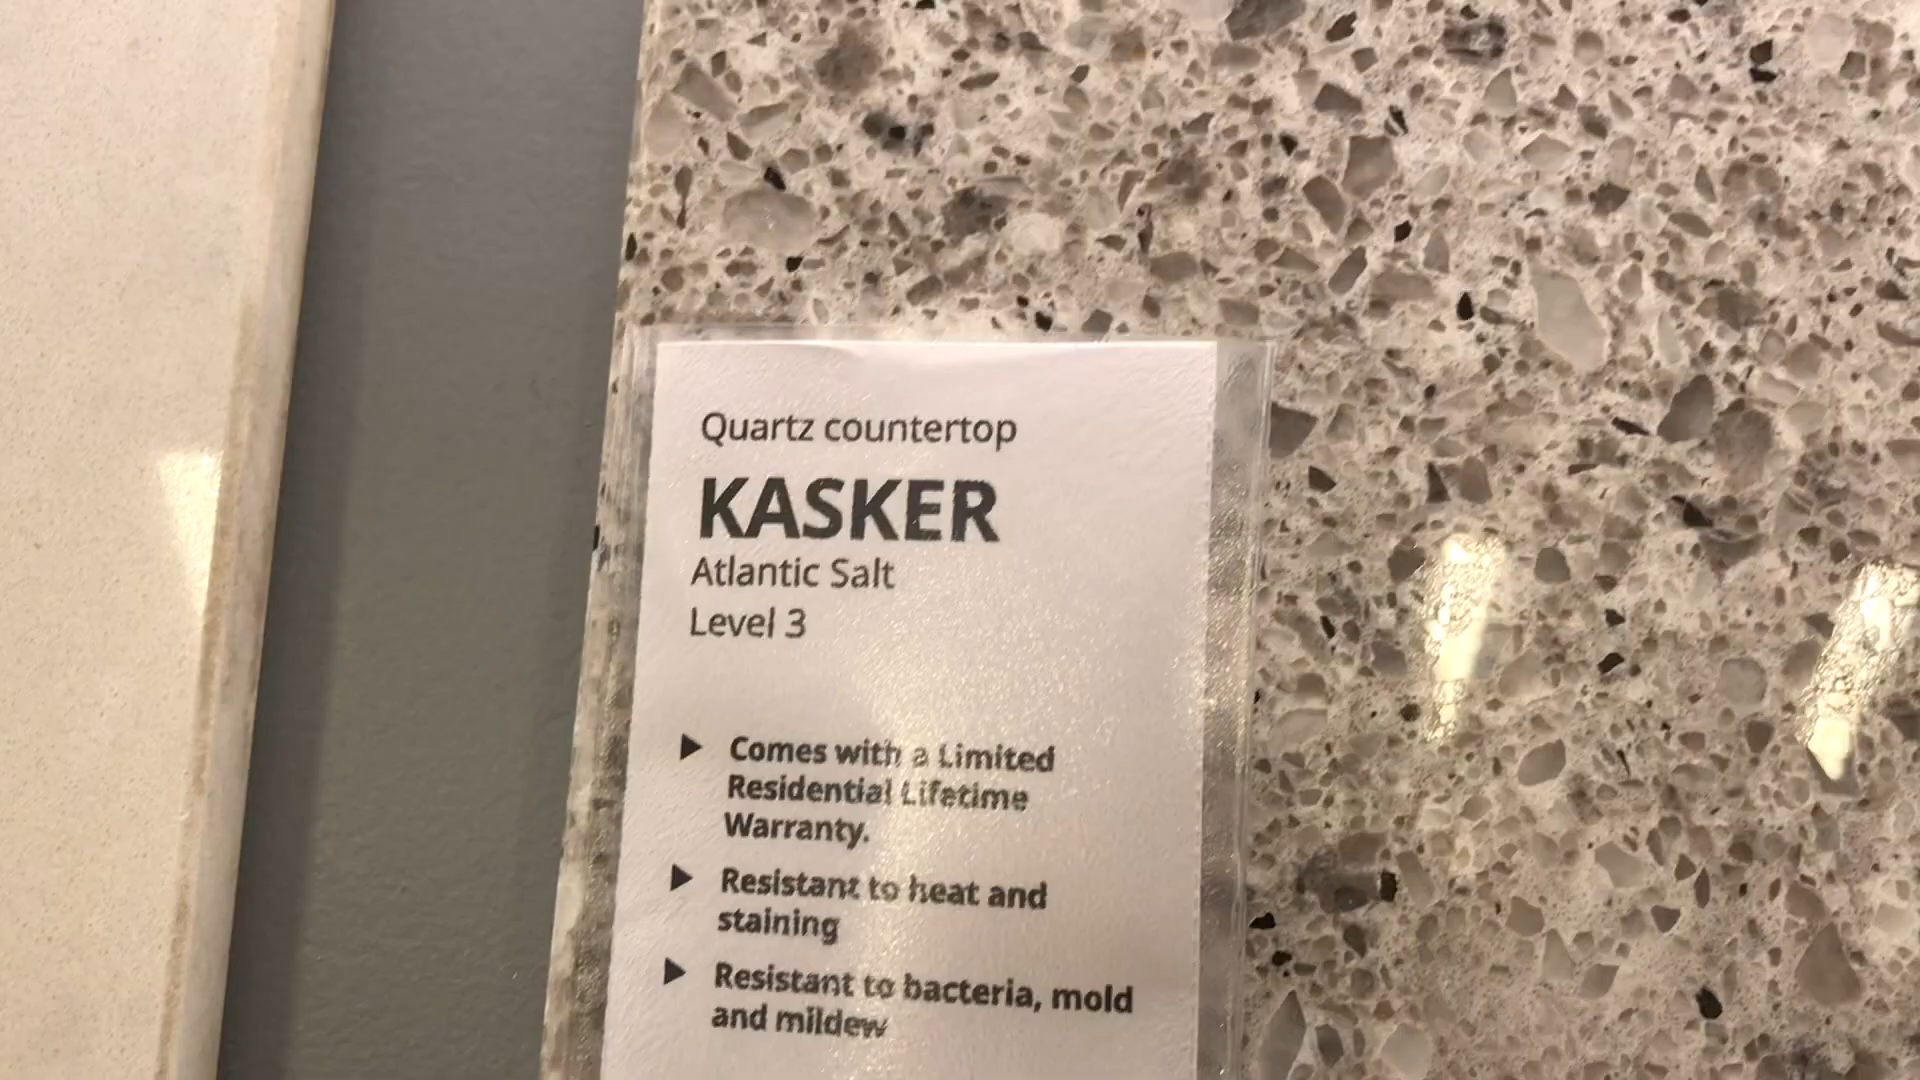 Quartz countertop
KASKER
Atlantic Salt
Level 3
▶ Comes with a Limited
Residential Lifetime
Warranty.
▶ Resistant to heat and
staining
▶ Resistant to bacteria, mold
and mildew